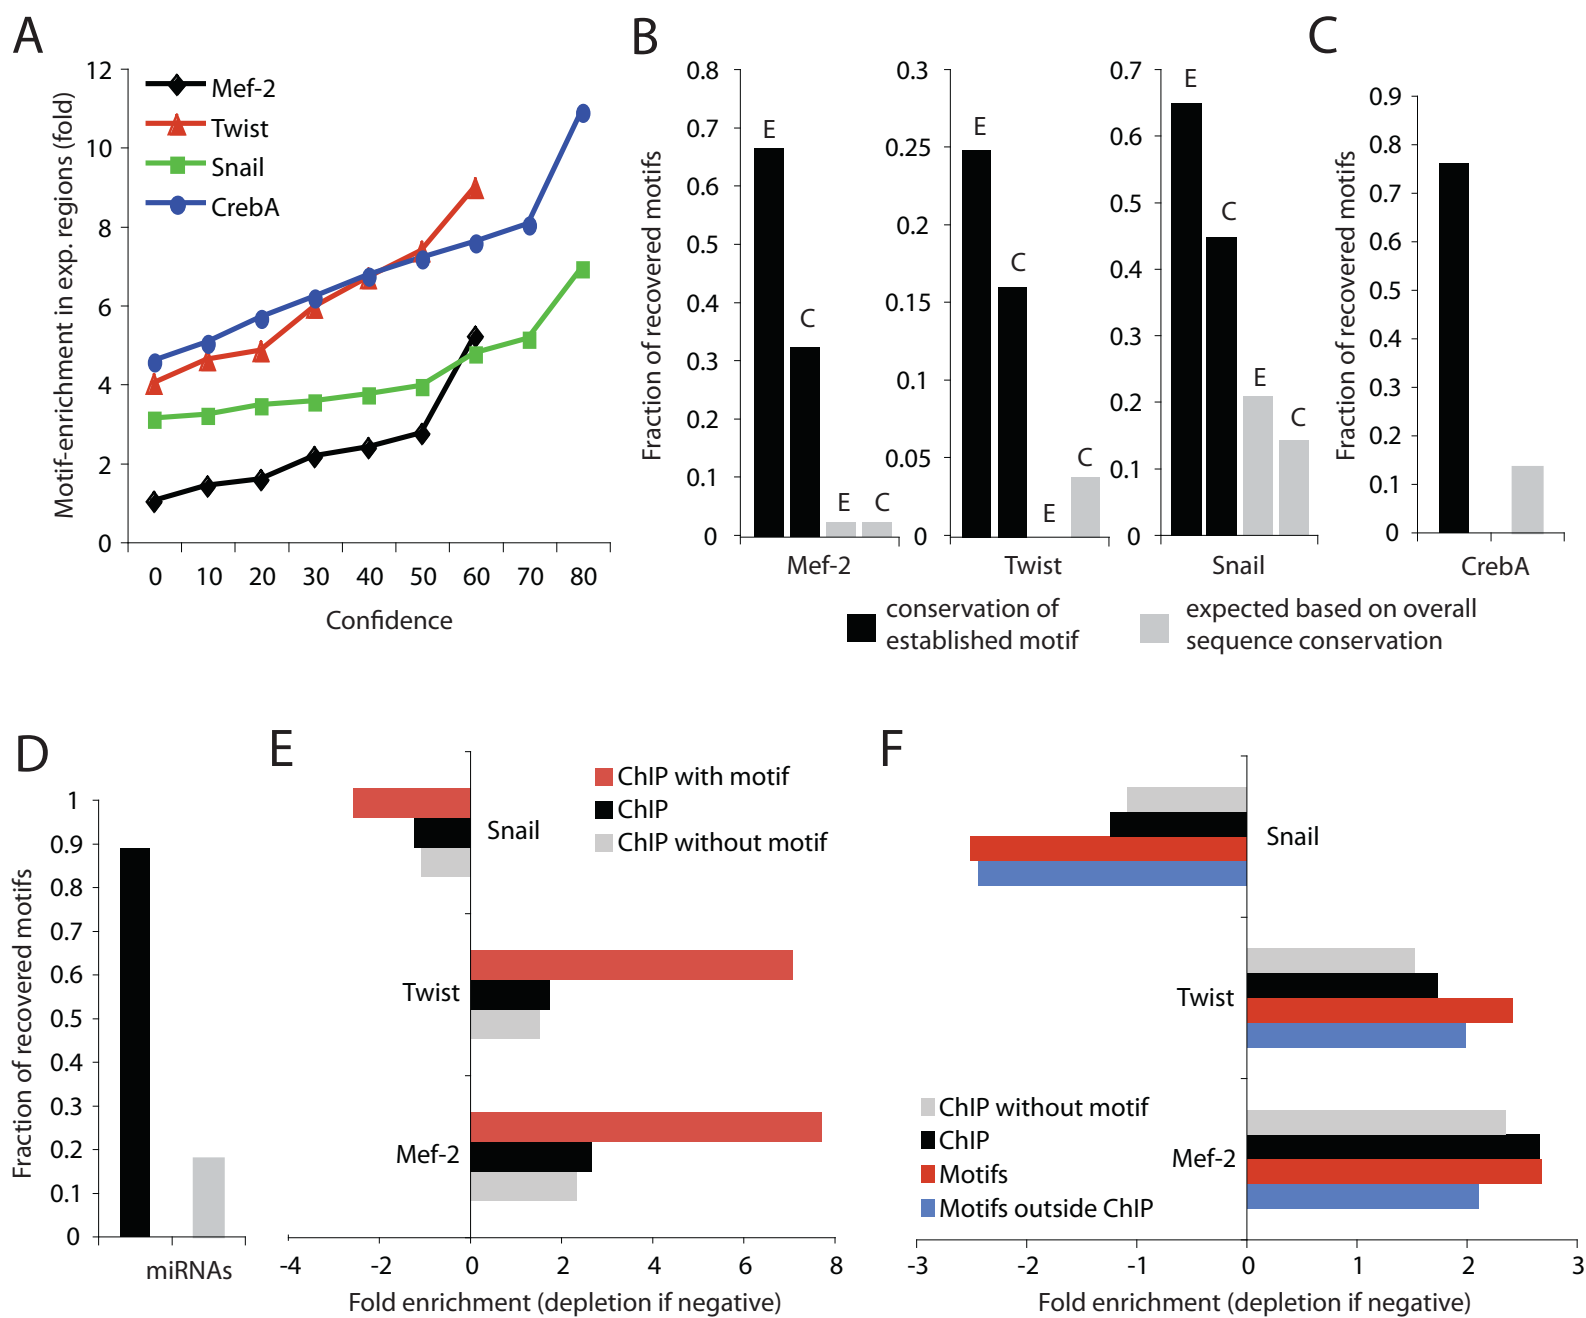 A
Motif-enrichment in exp. regions (fold)
12
10
8
6
4
2
0
Mef-2
Twist
Snail
CrebA
0 10 20 30 40 50 60 70 80
Confidence
B
Fraction of recovered motifs
0.8
0.7
0.6
0.5
0.4
0.3
0.2
0.1
0
E
C
E
C
Mef-2
0.3
0.25
0.2
0.15
0.1
0.05
0
E
C
E
C
Twist
0.7
0.6
0.5
0.4
0.3
0.2
0.1
0
E
C
E
C
Snail
conservation of
established motif
expected based on overall
sequence conservation
C
Fraction of recovered motifs
0.9
0.8
0.7
0.6
0.5
0.4
0.3
0.2
0.1
0
CrebA
D
Fraction of recovered motifs
1
0.9
0.8
0.7
0.6
0.5
0.4
0.3
0.2
0.1
0
miRNAs
E
ChIP with motif
ChIP
ChIP without motif
Snail
Twist
Mef-2
-4 -2 0 2 4 6 8
Fold enrichment (depletion if negative)
F
Snail
Twist
Mef-2
ChIP without motif
ChIP
Motifs
Motifs outside ChIP
-3 -2 -1 0 1 2 3
Fold enrichment (depletion if negative)